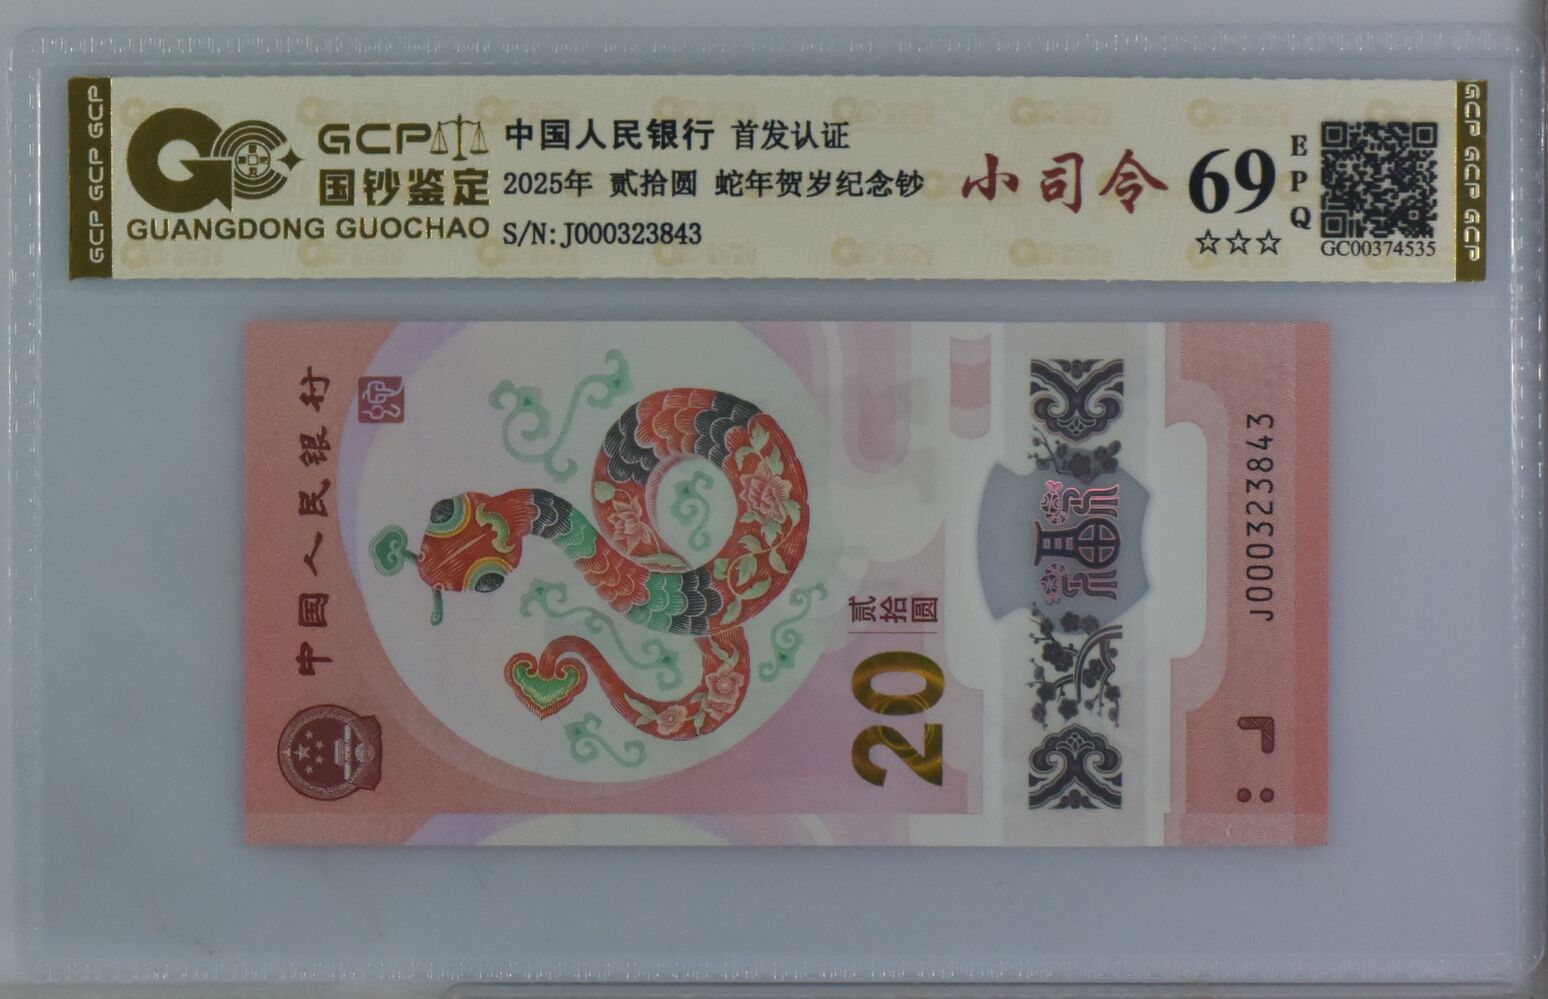 GCP GCP GCP
GCP
国钞鉴定
GUANGDONG GUOCHAO
中国人民银行 首发认证
2025年 贰拾圆 蛇年贺岁纪念钞
S/N:J000323843
小司令
69
☆☆☆
EPQ
GC00374535
GCP GCP GCP
中国人民银行
贰拾圆
20
福
J000323843